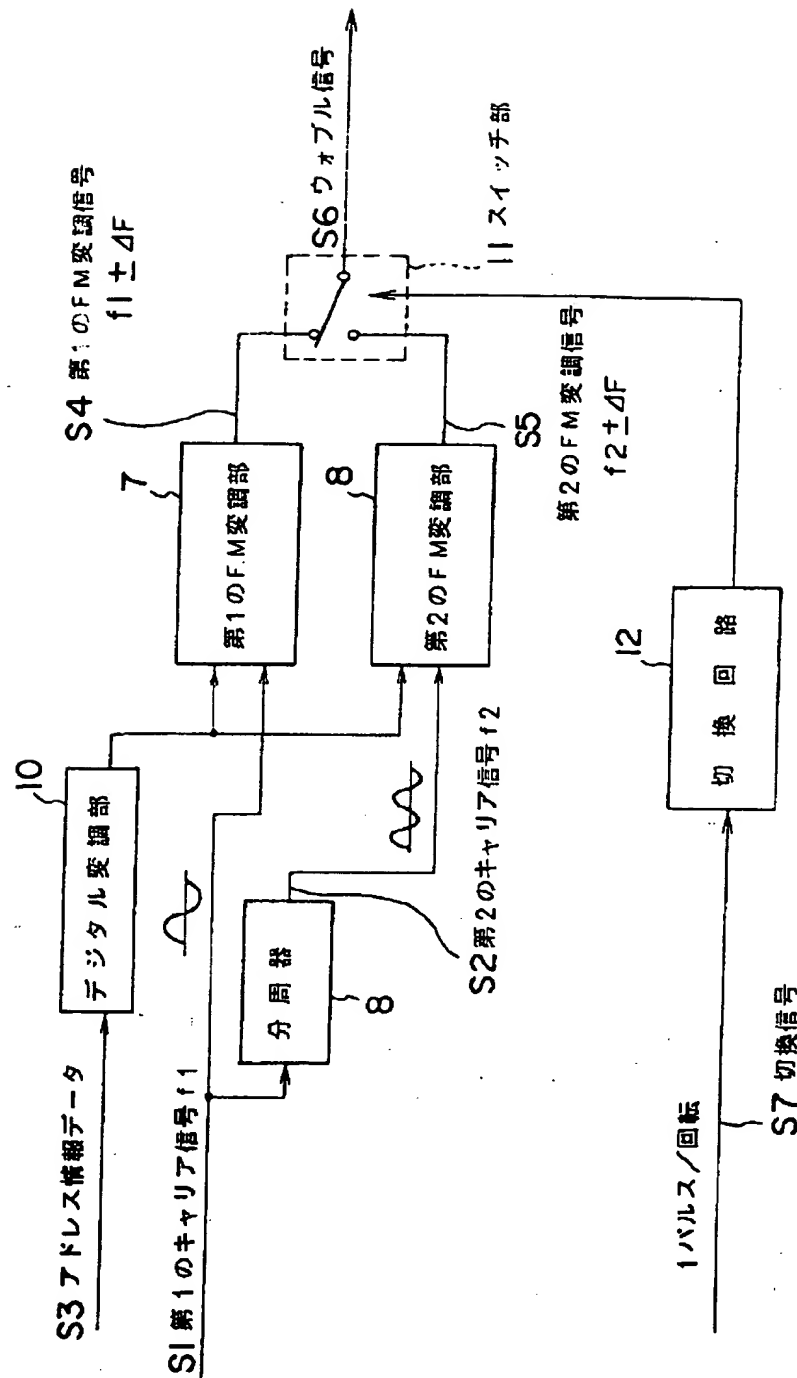 S3 アドレス情報データ
10
デジタル変調部
S1 第1のキャリア信号f1
分周器
8
S2 第2のキャリア信号f2
7
第1のFM変調部
8
第2のFM変調部
S4 第1のFM変調信号
f1±ΔF
S5
第2のFM変調信号
f2±ΔF
S6 ウォブル信号
11 スイッチ部
1パルス/回転
S7 切換信号
12
切換回路